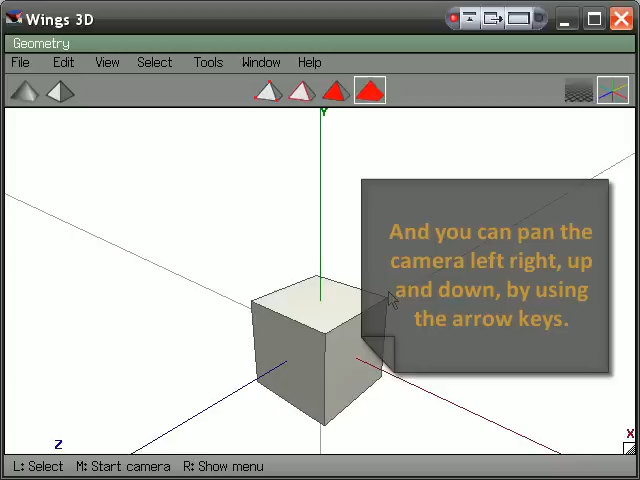 Wings 3D
Geometry
File Edit View Select Tools Window Help
Y
And you can pan the
camera left right, up
and down, by using
the arrow keys.
Z
X
L: Select M: Start camera R: Show menu